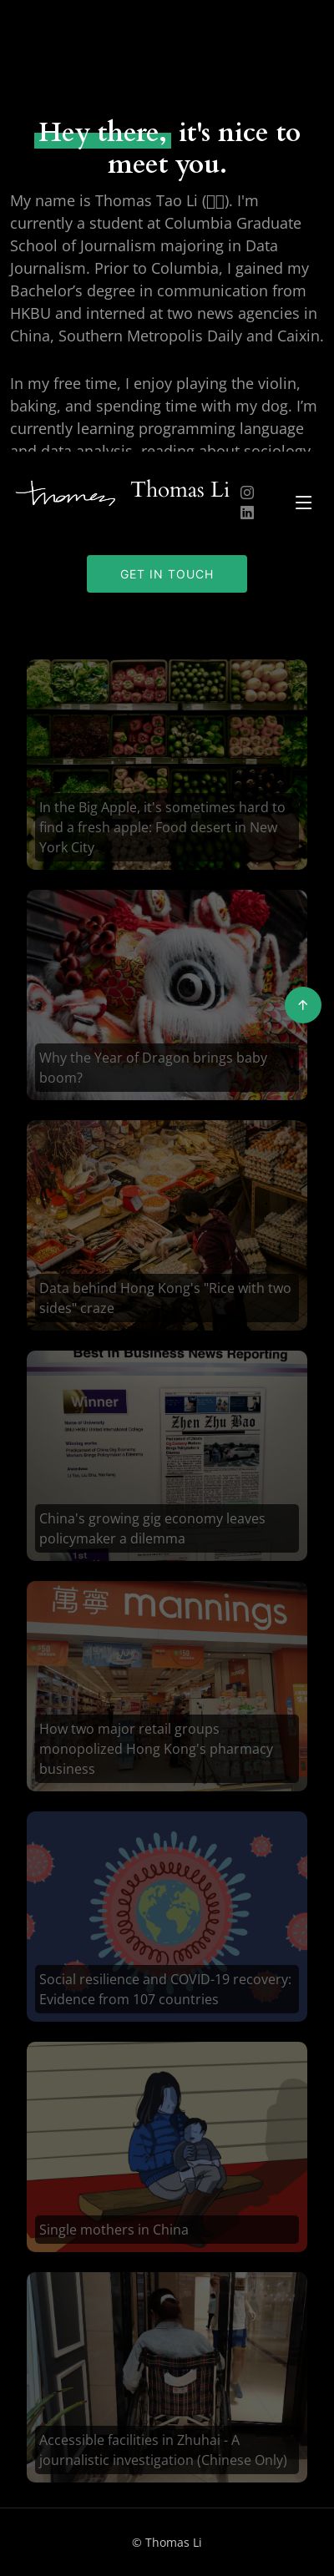 Hey there, it's nice to
meet you.
My name is Thomas Tao Li (▯▯). I'm
currently a student at Columbia Graduate
School of Journalism majoring in Data
Journalism. Prior to Columbia, I gained my
Bachelor’s degree in communication from
HKBU and interned at two news agencies in
China, Southern Metropolis Daily and Caixin.
In my free time, I enjoy playing the violin,
baking, and spending time with my dog. I’m
currently learning programming language
and data analysis, reading about sociology
Thomas
Thomas Li
GET IN TOUCH
In the Big Apple, it's sometimes hard to
find a fresh apple: Food desert in New
York City
Why the Year of Dragon brings baby
boom?
Data behind Hong Kong's "Rice with two
sides" craze
Best in Business News Reporting
Winner
Zhen Zhu Bao
1st
China's growing gig economy leaves
policymaker a dilemma
萬寧 mannings
How two major retail groups
monopolized Hong Kong's pharmacy
business
Social resilience and COVID-19 recovery:
Evidence from 107 countries
Single mothers in China
Accessible facilities in Zhuhai - A
journalistic investigation (Chinese Only)
© Thomas Li